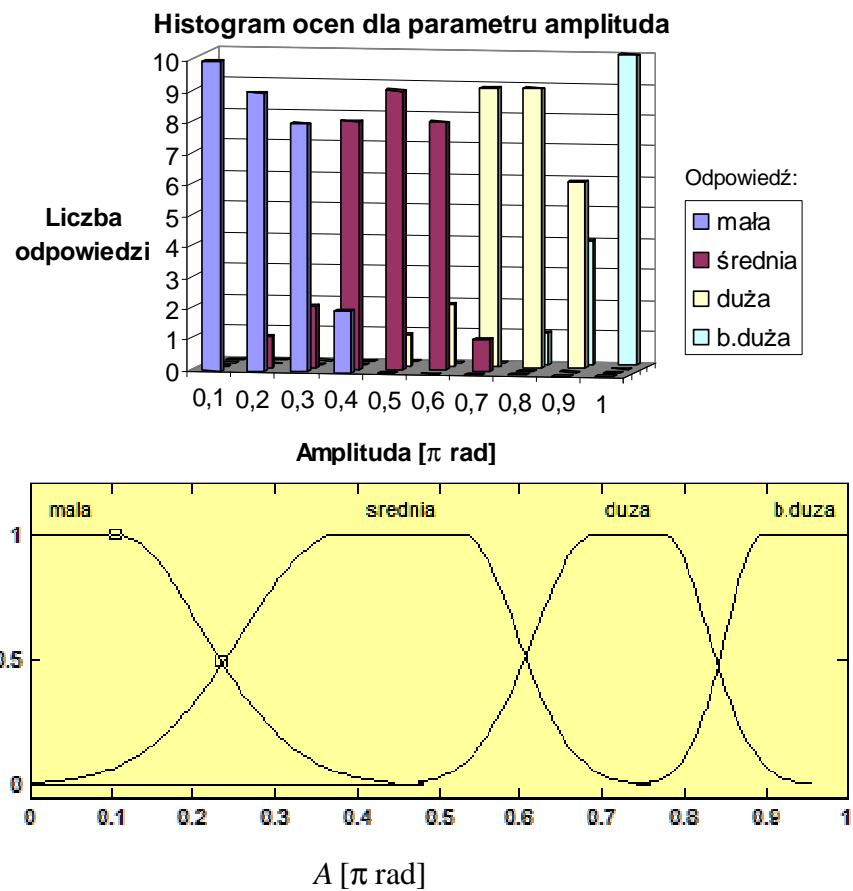 Histogram ocen dla parametru amplituda
10
9
8
7
6
5
4
3
2
1
0
Liczba
odpowiedzi
0,1 0,2 0,3 0,4 0,5 0,6 0,7 0,8 0,9 1
Amplituda [π rad]
Odpowiedź:
mała
średnia
duża
b.duża
mala srednia duza b.duza
1
0.5
0
0 0.1 0.2 0.3 0.4 0.5 0.6 0.7 0.8 0.9 1
A [π rad]